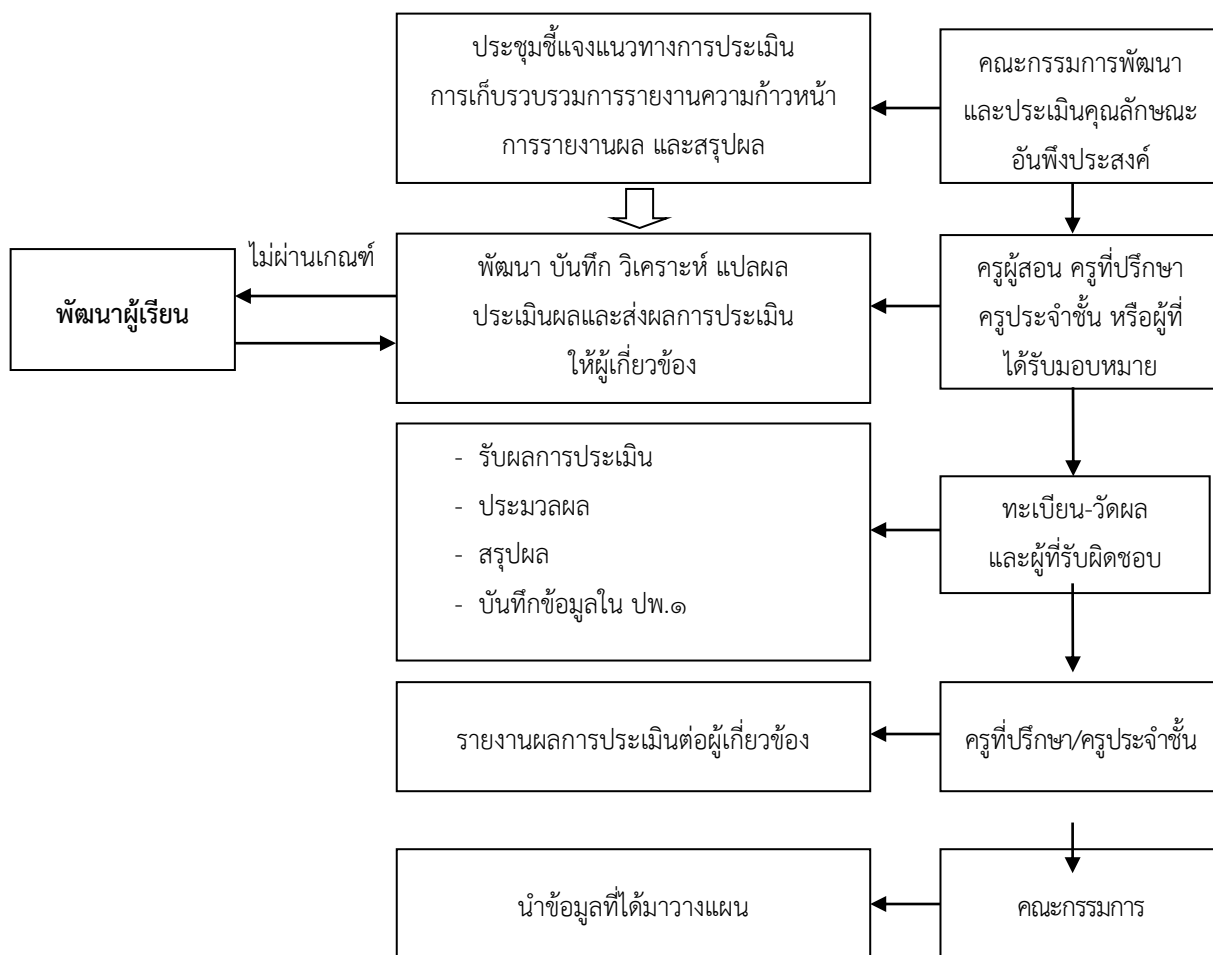 ประชุมชี้แจงแนวทางการประเมิน
การเก็บรวบรวมการรายงานความก้าวหน้า
การรายงานผล และสรุปผล
คณะกรรมการพัฒนา
และประเมินคุณลักษณะ
อันพึงประสงค์
ไม่ผ่านเกณฑ์
พัฒนาผู้เรียน
พัฒนา บันทึก วิเคราะห์ แปลผล
ประเมินผลและส่งผลการประเมิน
ให้ผู้เกี่ยวข้อง
ครูผู้สอน ครูที่ปรึกษา
ครูประจำชั้น หรือผู้ที่
ได้รับมอบหมาย
- รับผลการประเมิน
- ประมวลผล
- สรุปผล
- บันทึกข้อมูลใน ปพ.๑
ทะเบียน-วัดผล
และผู้ที่รับผิดชอบ
รายงานผลการประเมินต่อผู้เกี่ยวข้อง
ครูที่ปรึกษา/ครูประจำชั้น
นำข้อมูลที่ได้มาวางแผน
คณะกรรมการ